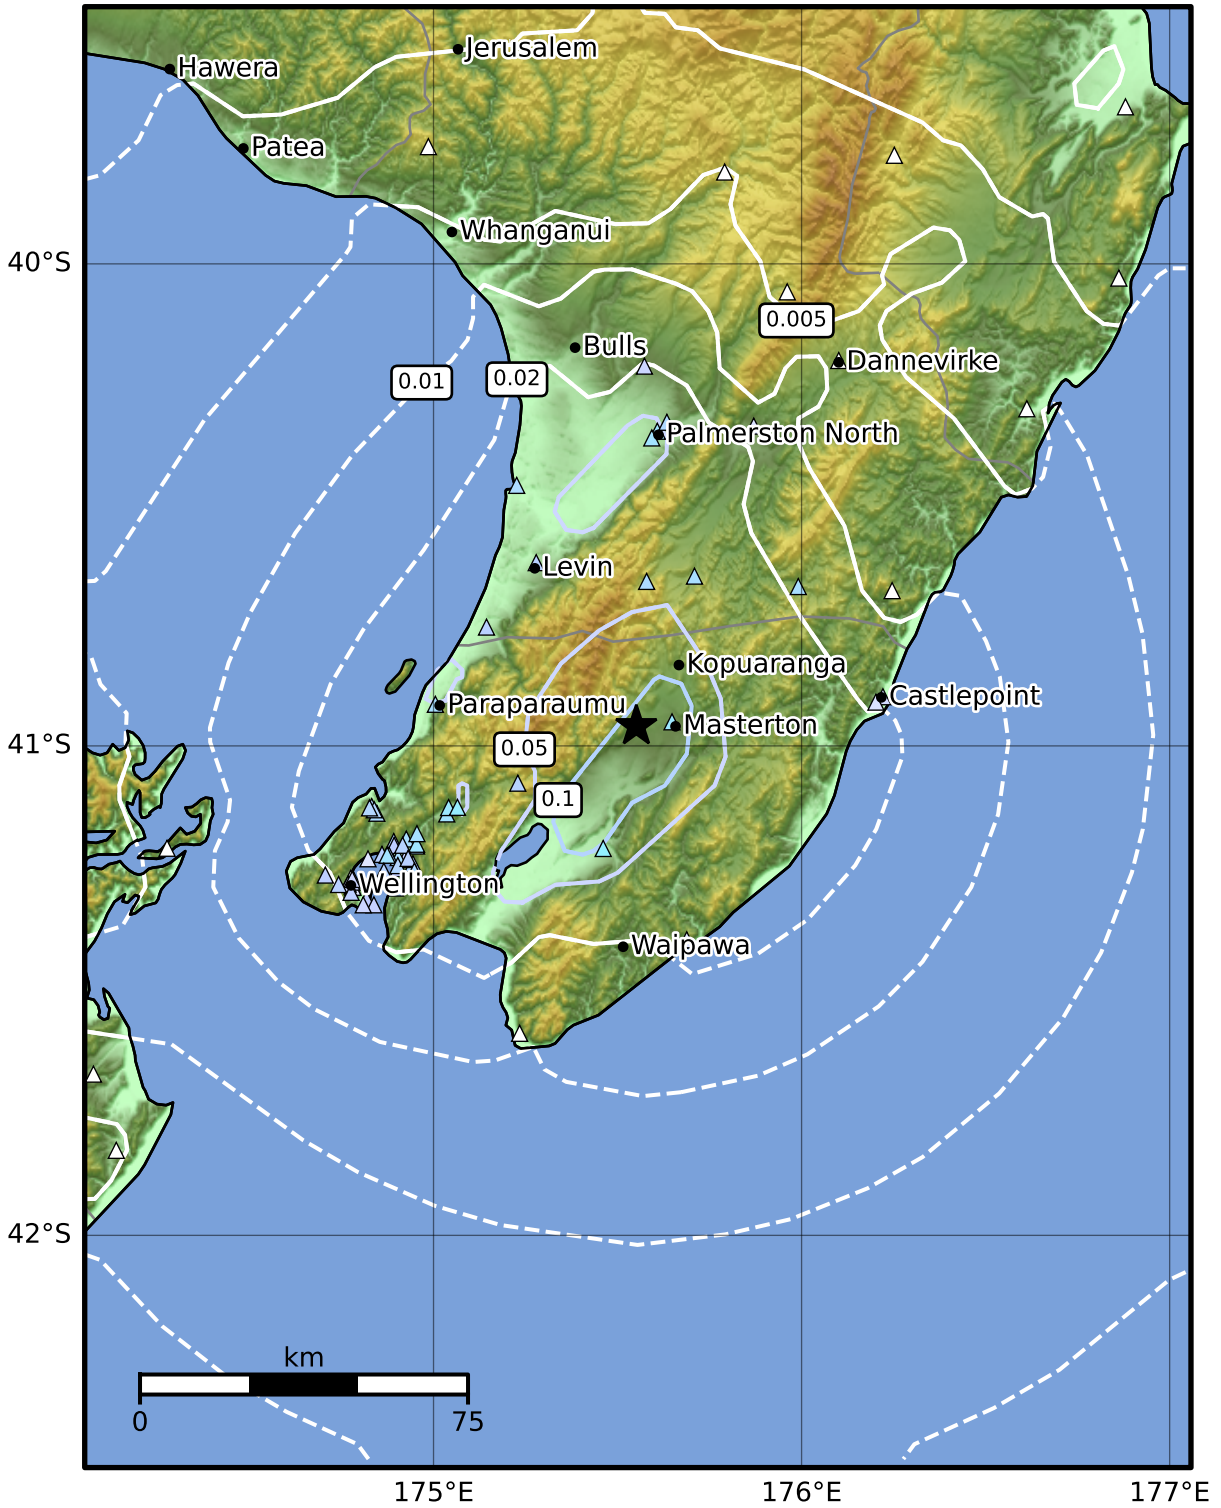 Jerusalem
Hawera
Patea
Whanganui
40°S
0.005
Bulls
Dannevirke
0.01
0.02
Palmerston North
Levin
Kopuaranga
Castlepoint
Paraparaumu
Masterton
41°S
0.05
0.1
Wellington
Waipawa
42°S
km
0
75
175°E
176°E
177°E